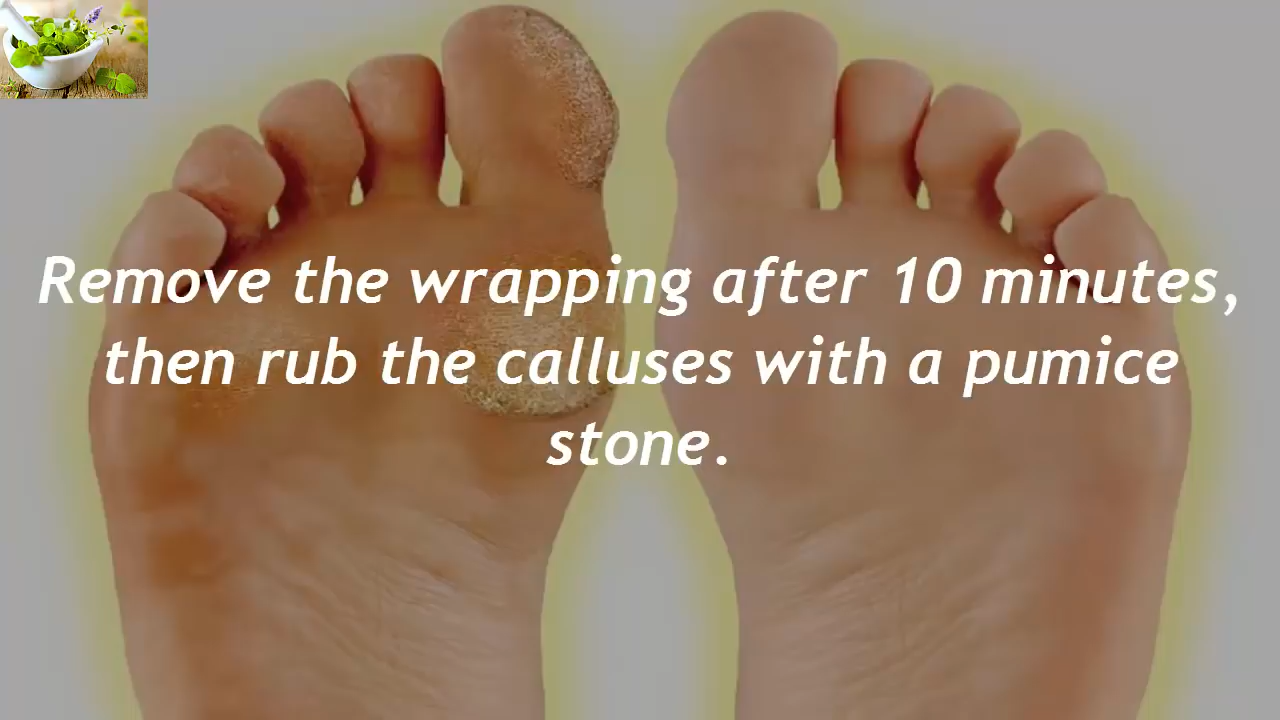 Remove the wrapping after 10 minutes,
then rub the calluses with a pumice
stone.